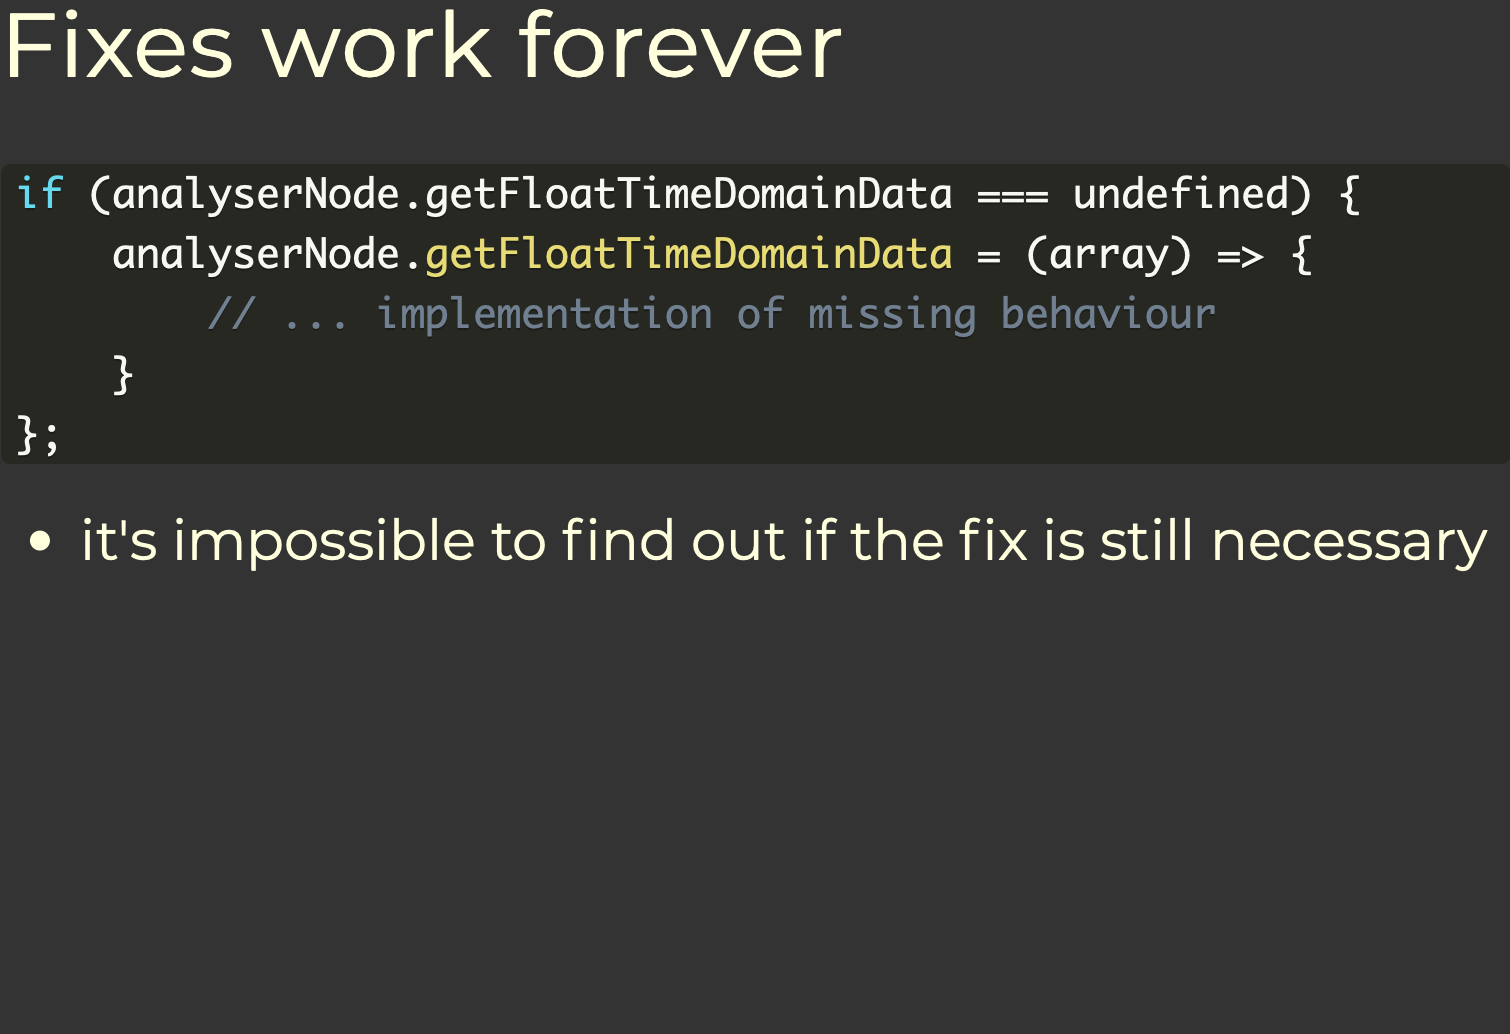 Fixes work forever
if (analyserNode.getFloatTimeDomainData === undefined) {
    analyserNode.getFloatTimeDomainData = (array) => {
        // ... implementation of missing behaviour
    }
};
• it's impossible to find out if the fix is still necessary